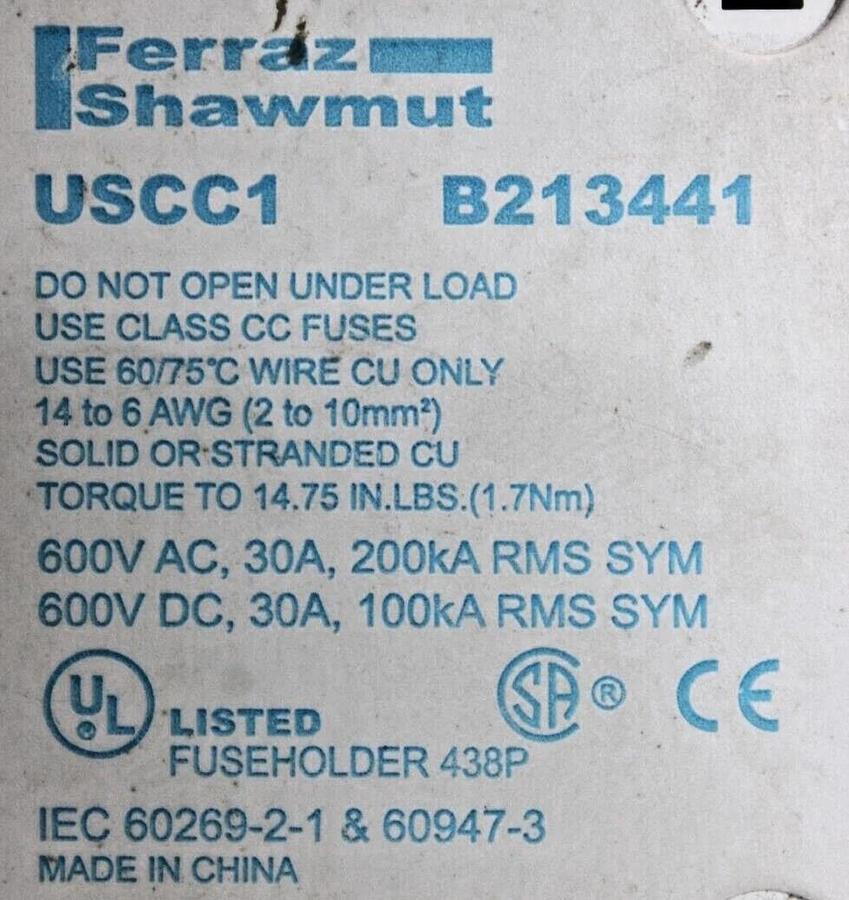 Ferraz
Shawmut
USCC1 B213441
DO NOT OPEN UNDER LOAD
USE CLASS CC FUSES
USE 60/75°C WIRE CU ONLY
14 to 6 AWG (2 to 10mm²)
SOLID OR STRANDED CU
TORQUE TO 14.75 IN.LBS.(1.7Nm)
600V AC, 30A, 200kA RMS SYM
600V DC, 30A, 100kA RMS SYM
UL® LISTED SA® CE
FUSEHOLDER 438P
IEC 60269-2-1 & 60947-3
MADE IN CHINA